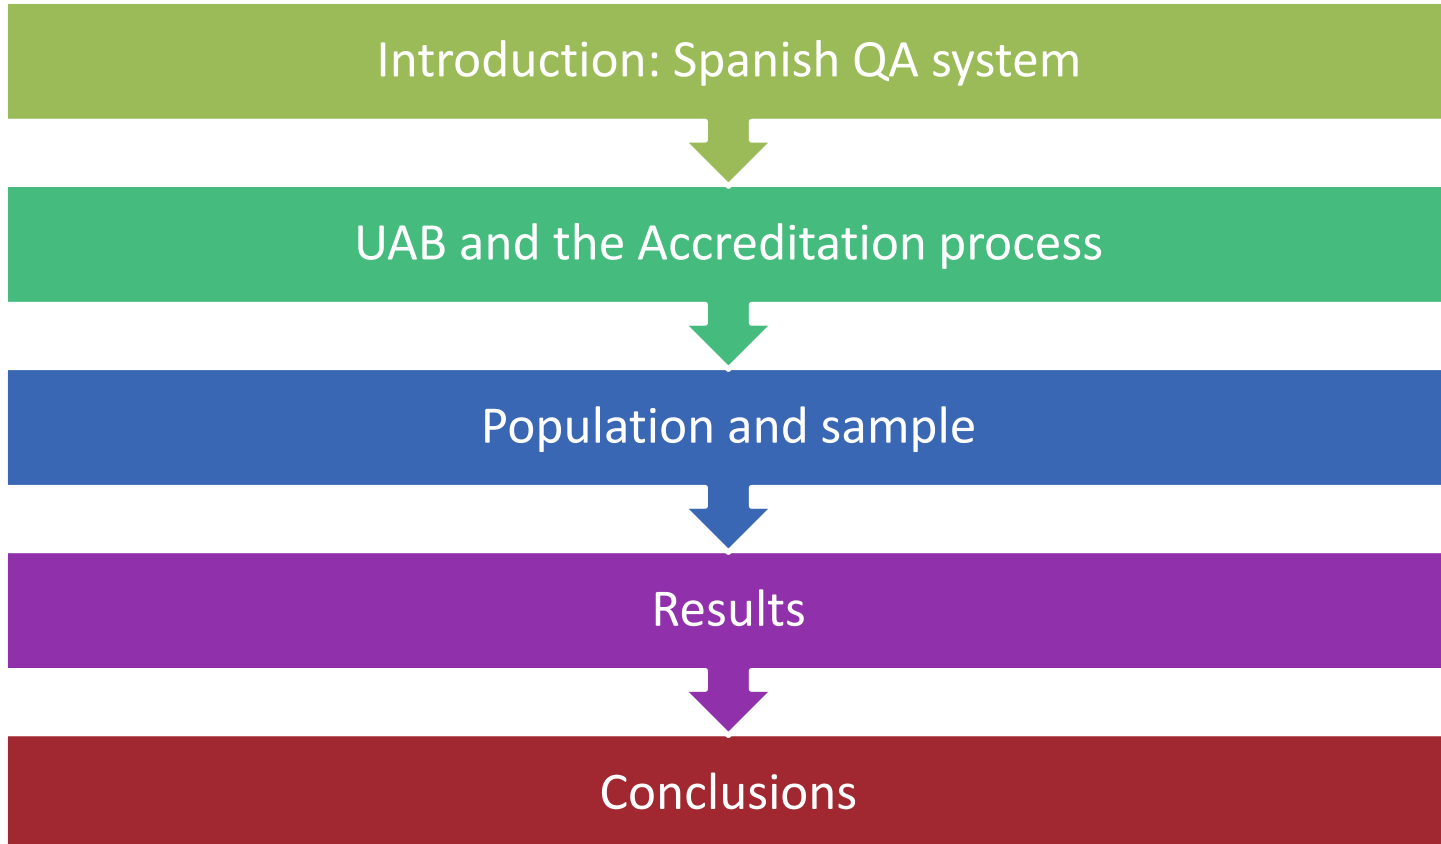 Introduction: Spanish QA system
UAB and the Accreditation process
Population and sample
Results
Conclusions